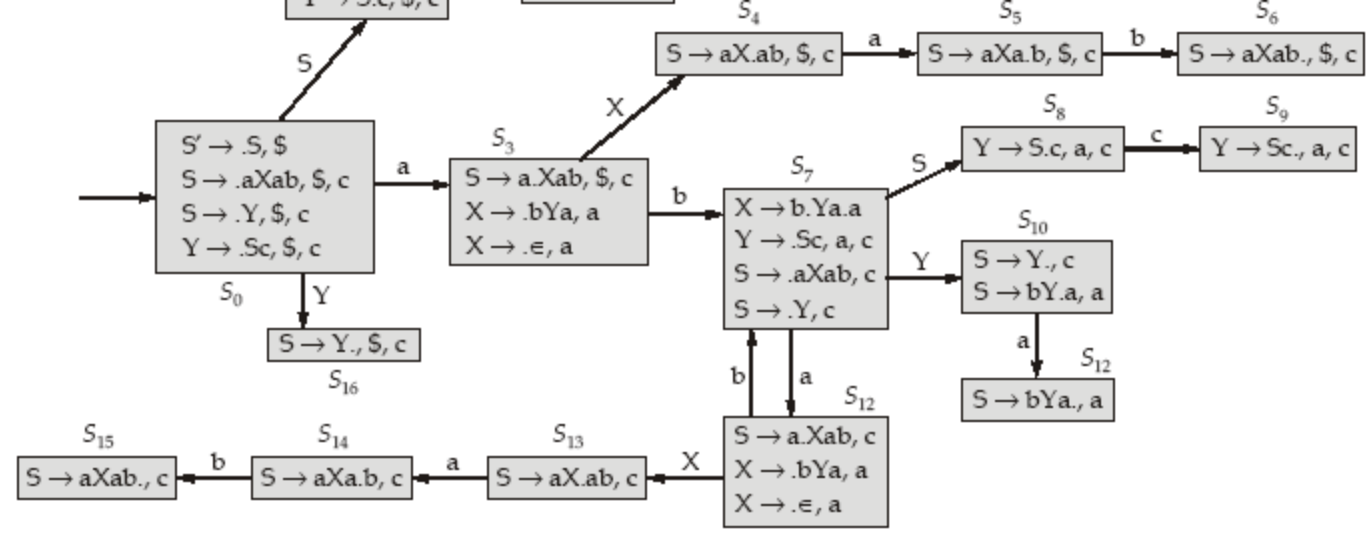 Y → S.c, $, c
S
S' → .S, $
S → .aXab, $, c
S → .Y, $, c
Y → .Sc, $, c
S0
a
Y
S → Y., $, c
S16
S3
S → a.Xab, $, c
X → .bYa, a
X → .ϵ, a
X
b
S4
S → aX.ab, $, c
a
S5
S → aXa.b, $, c
b
S6
S → aXab., $, c
S7
X → b.Ya.a
Y → .Sc, a, c
S → .aXab, c
S → .Y, c
S
S8
Y → S.c, a, c
c
S9
Y → Sc., a, c
Y
S10
S → Y., c
S → bY.a, a
a
S12
S → bYa., a
b
a
S12
S → a.Xab, c
X → .bYa, a
X → .ϵ, a
X
S13
S → aX.ab, c
a
S14
S → aXa.b, c
b
S15
S → aXab., c